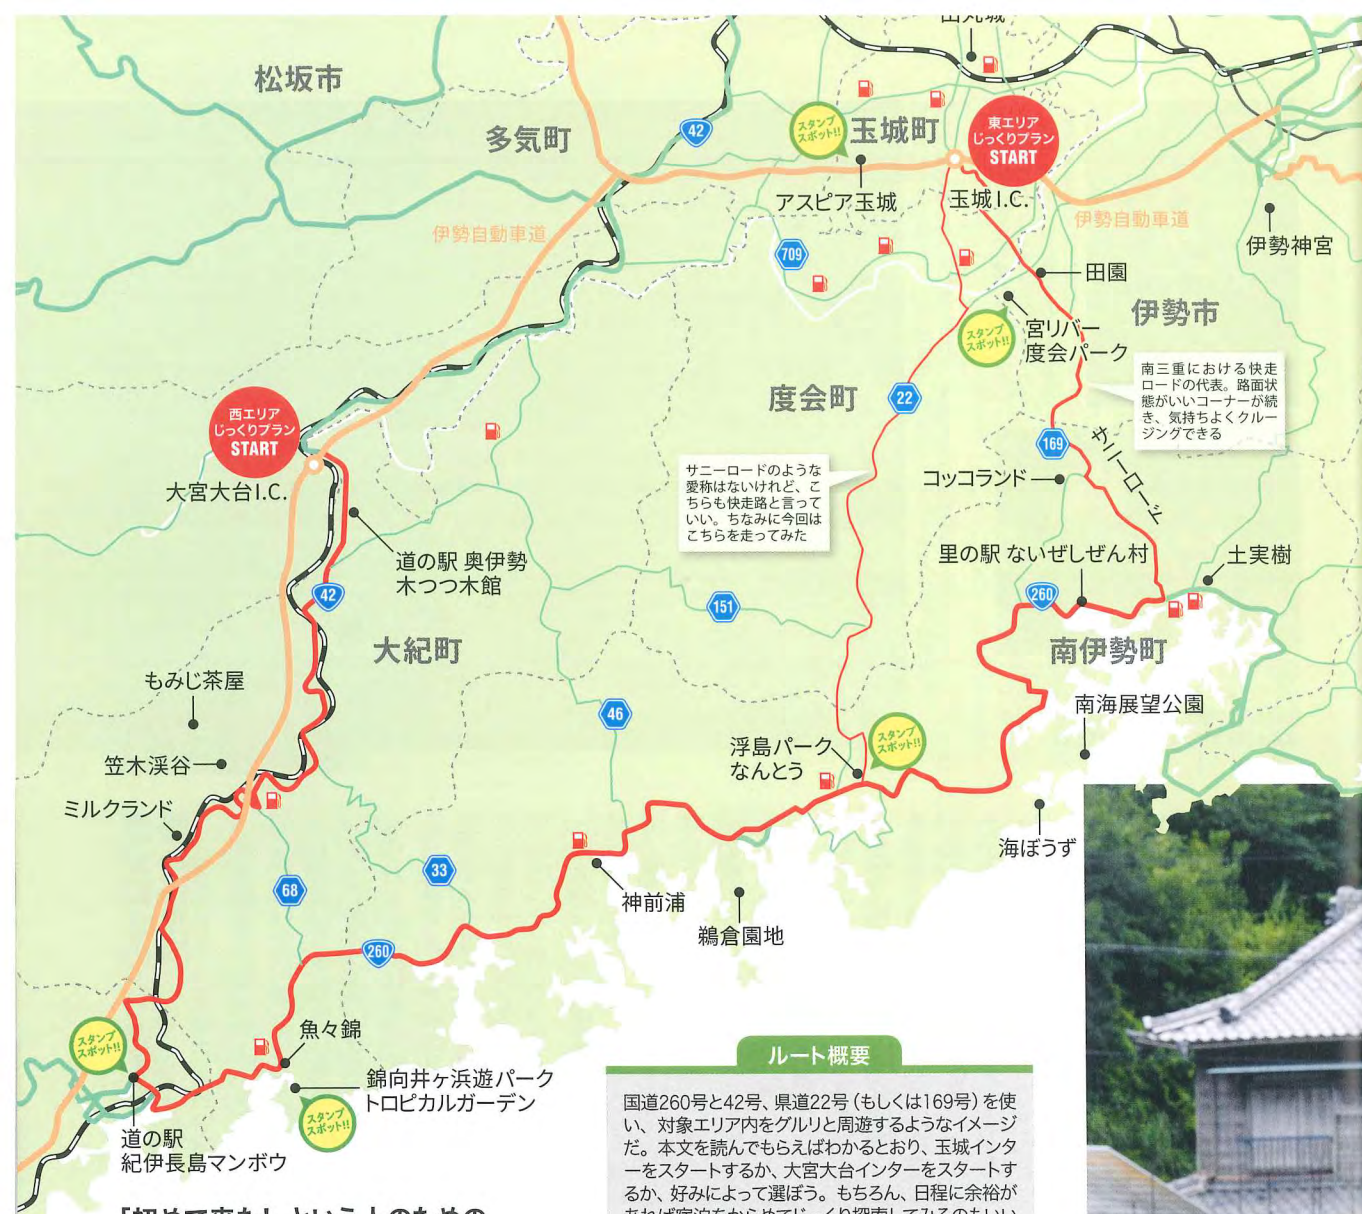 松坂市
多気町
42
スタンプ
スポット!!
玉城町
東エリア
じっくりプラン
START
アスピア玉城
玉城I.C.
伊勢自動車道
伊勢自動車道
伊勢神宮
709
田園
伊勢市
スタンプ
スポット!!
宮リバー
度会パーク
南三重における快走
ロードの代表。路面状
態がいいコーナーが続
き、気持ちよくクルー
ジングできる
度会町
22
西エリア
じっくりプラン
START
大宮大台I.C.
169
サニーロード
コッコランド
サニーロードのような
愛称はないけれど、こ
ちらも快走路と言って
いい。ちなみに今回は
こちらを走ってみた
道の駅 奥伊勢
木つつ木館
里の駅 ないぜしぜん村
土実樹
42
151
260
大紀町
南伊勢町
もみじ茶屋
46
南海展望公園
笠木渓谷
浮島パーク
なんとう
スタンプ
スポット!!
ミルクランド
海ぼうず
33
68
神前浦
260
鵜倉園地
スタンプ
スポット!!
魚々錦
錦向井ヶ浜遊パーク
トロピカルガーデン
スタンプ
スポット!!
道の駅
紀伊長島マンボウ
ルート概要
国道260号と42号、県道22号(もしくは169号)を使
い、対象エリア内をグルリと周遊するようなイメージ
だ。本文を読んでもらえばわかるとおり、玉城インタ
ーをスタートするか、大宮大台インターをスタートす
るか、好みによって選ぼう。もちろん、日程に余裕が